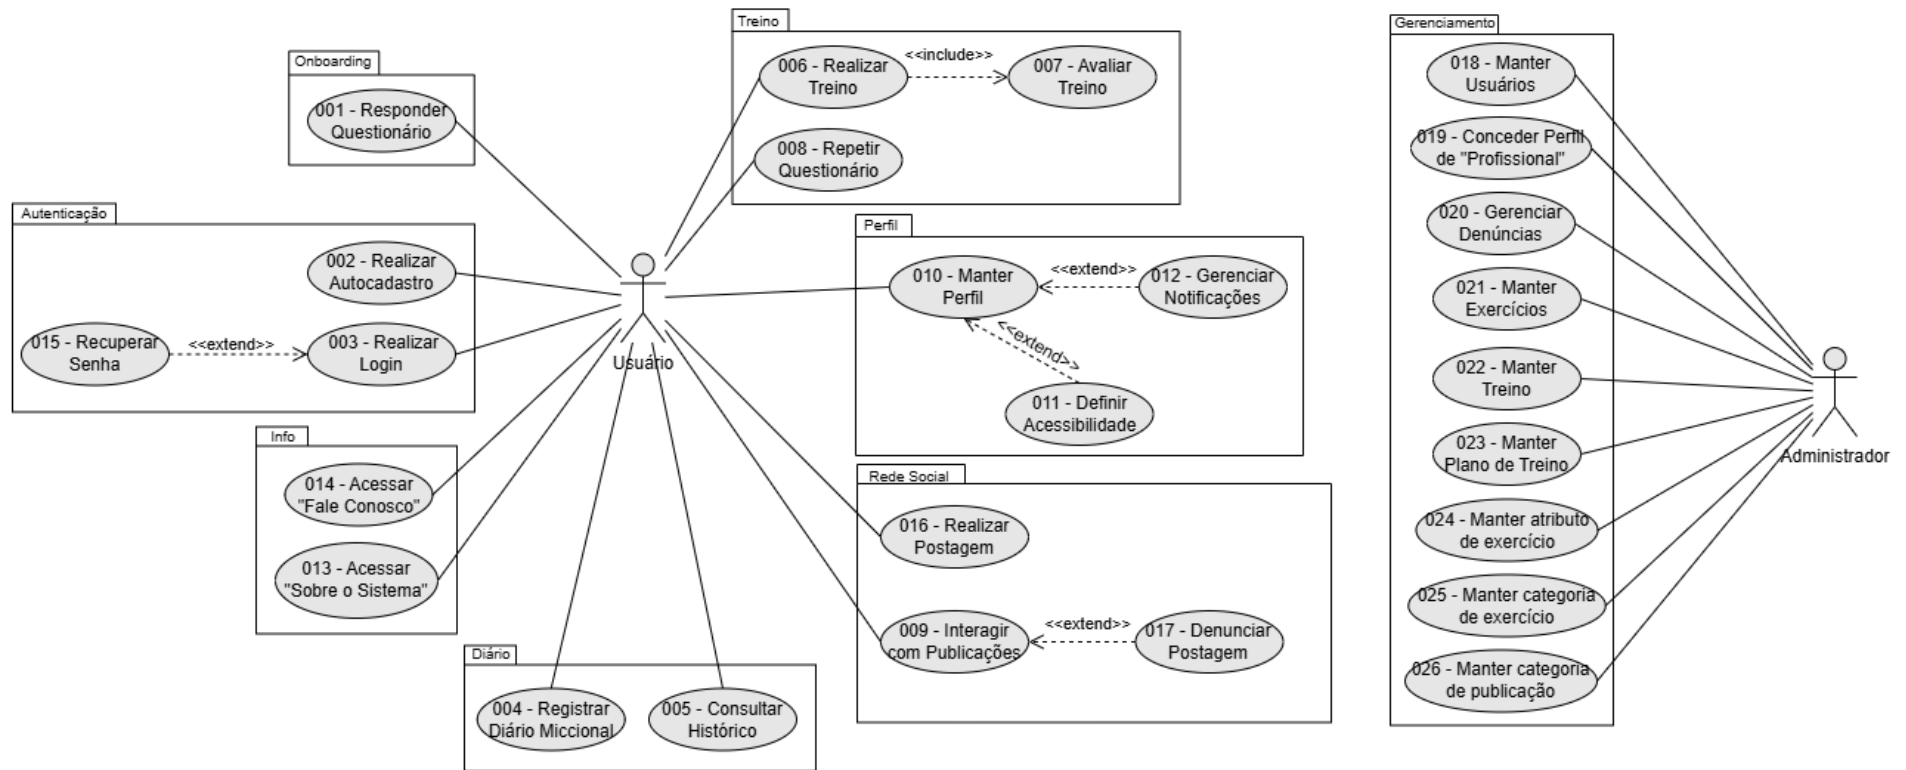 Onboarding
001 - Responder
Questionário
Autenticação
002 - Realizar
Autocadastro
015 - Recuperar
Senha
<<extend>>
003 - Realizar
Login
Info
014 - Acessar
"Fale Conosco"
013 - Acessar
"Sobre o Sistema"
Diário
004 - Registrar
Diário Miccional
005 - Consultar
Histórico
Usuário
Treino
006 - Realizar
Treino
<<include>>
007 - Avaliar
Treino
008 - Repetir
Questionário
Perfil
010 - Manter
Perfil
<<extend>>
012 - Gerenciar
Notificações
<<extend>>
011 - Definir
Acessibilidade
Rede Social
016 - Realizar
Postagem
009 - Interagir
com Publicações
<<extend>>
017 - Denunciar
Postagem
Gerenciamento
018 - Manter
Usuários
019 - Conceder Perfil
de "Profissional"
020 - Gerenciar
Denúncias
021 - Manter
Exercícios
022 - Manter
Treino
023 - Manter
Plano de Treino
024 - Manter atributo
de exercício
025 - Manter categoria
de exercício
026 - Manter categoria
de publicação
Administrador